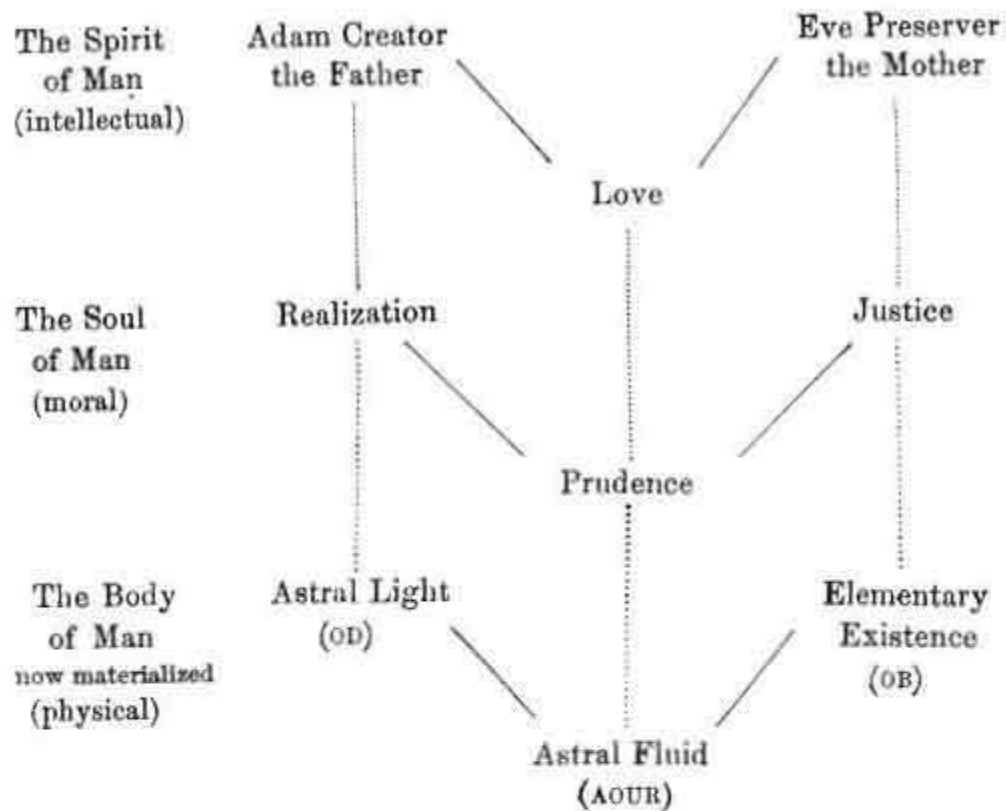 The Spirit
of Man
(intellectual)
Adam Creator
the Father
Eve Preserver
the Mother
Love
The Soul
of Man
(moral)
Realization
Justice
Prudence
The Body
of Man
now materialized
(physical)
Astral Light
(OD)
Elementary
Existence
(OB)
Astral Fluid
(AOUR)